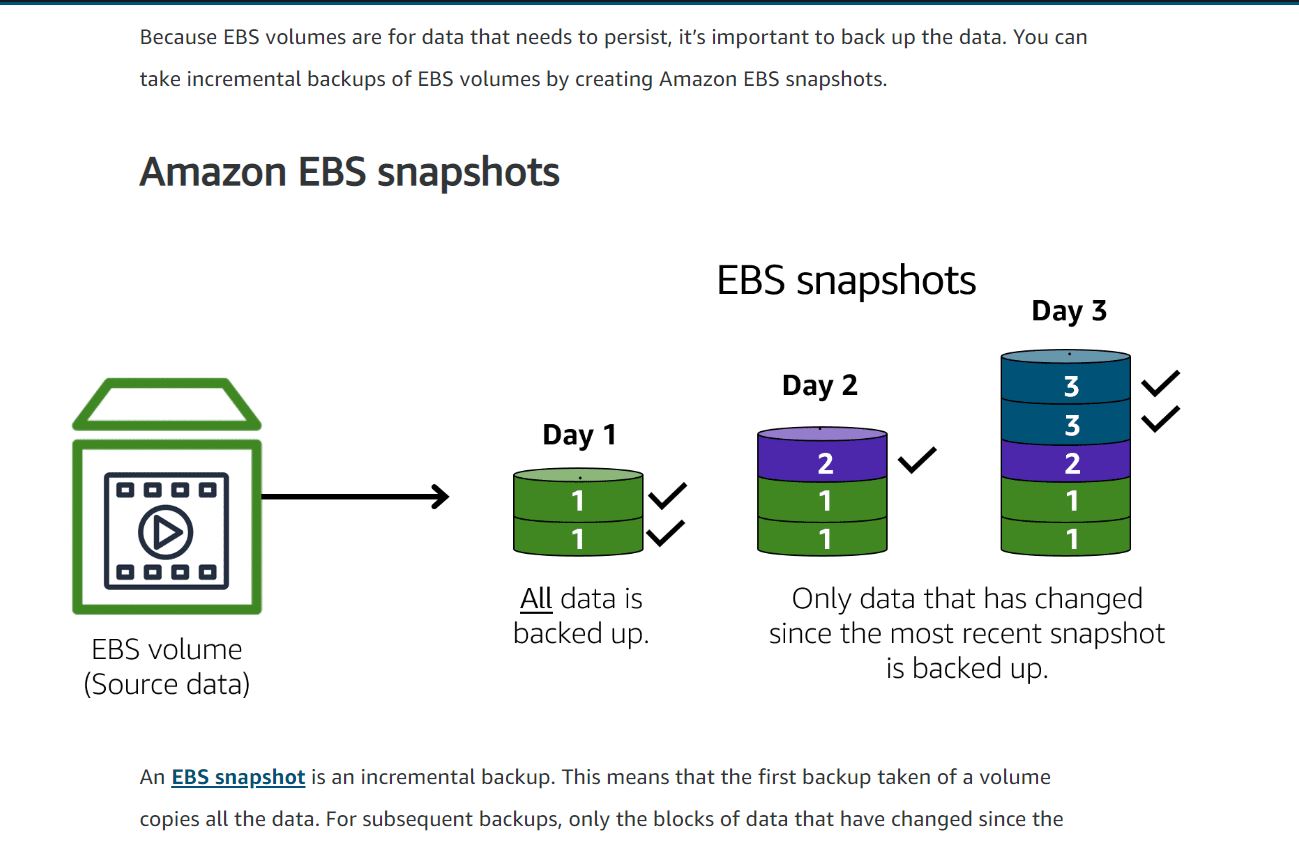 Because EBS volumes are for data that needs to persist, it’s important to back up the data. You can
take incremental backups of EBS volumes by creating Amazon EBS snapshots.
Amazon EBS snapshots
EBS snapshots
Day 1
Day 2
Day 3
1
1
2
1
1
3
3
2
1
1
EBS volume
(Source data)
All data is
backed up.
Only data that has changed
since the most recent snapshot
is backed up.
An EBS snapshot is an incremental backup. This means that the first backup taken of a volume
copies all the data. For subsequent backups, only the blocks of data that have changed since the